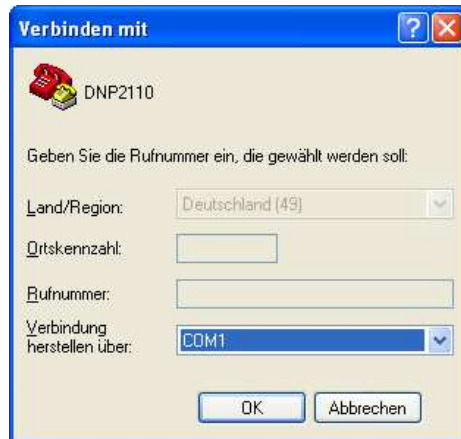 Verbinden mit
DNP2110
Geben Sie die Rufnummer ein, die gewählt werden soll:
Land/Region:
Deutschland (49)
Ortskennzahl:
Rufnummer:
Verbindung
herstellen über:
COM1
OK
Abbrechen